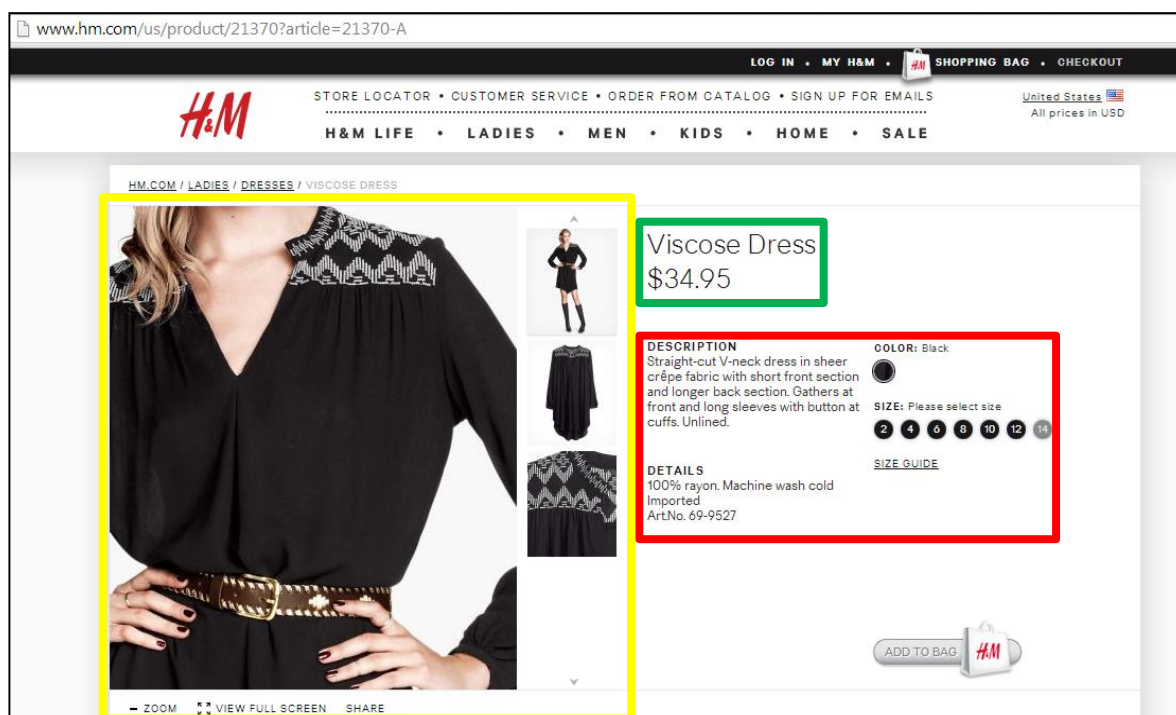 www.hm.com/us/product/21370?article=21370-A
LOG IN • MY H&M • H&M SHOPPING BAG • CHECKOUT
H&M
STORE LOCATOR • CUSTOMER SERVICE • ORDER FROM CATALOG • SIGN UP FOR EMAILS
United States
All prices in USD
H&M LIFE • LADIES • MEN • KIDS • HOME • SALE
HM.COM / LADIES / DRESSES / VISCOSE DRESS
Viscose Dress
$34.95
DESCRIPTION
Straight-cut V-neck dress in sheer
crêpe fabric with short front section
and longer back section. Gathers at
front and long sleeves with button at
cuffs. Unlined.
DETAILS
100% rayon. Machine wash cold
Imported
Art.No. 69-9527
COLOR: Black
SIZE: Please select size
2 4 6 8 10 12 14
SIZE GUIDE
ADD TO BAG H&M
ZOOM VIEW FULL SCREEN SHARE